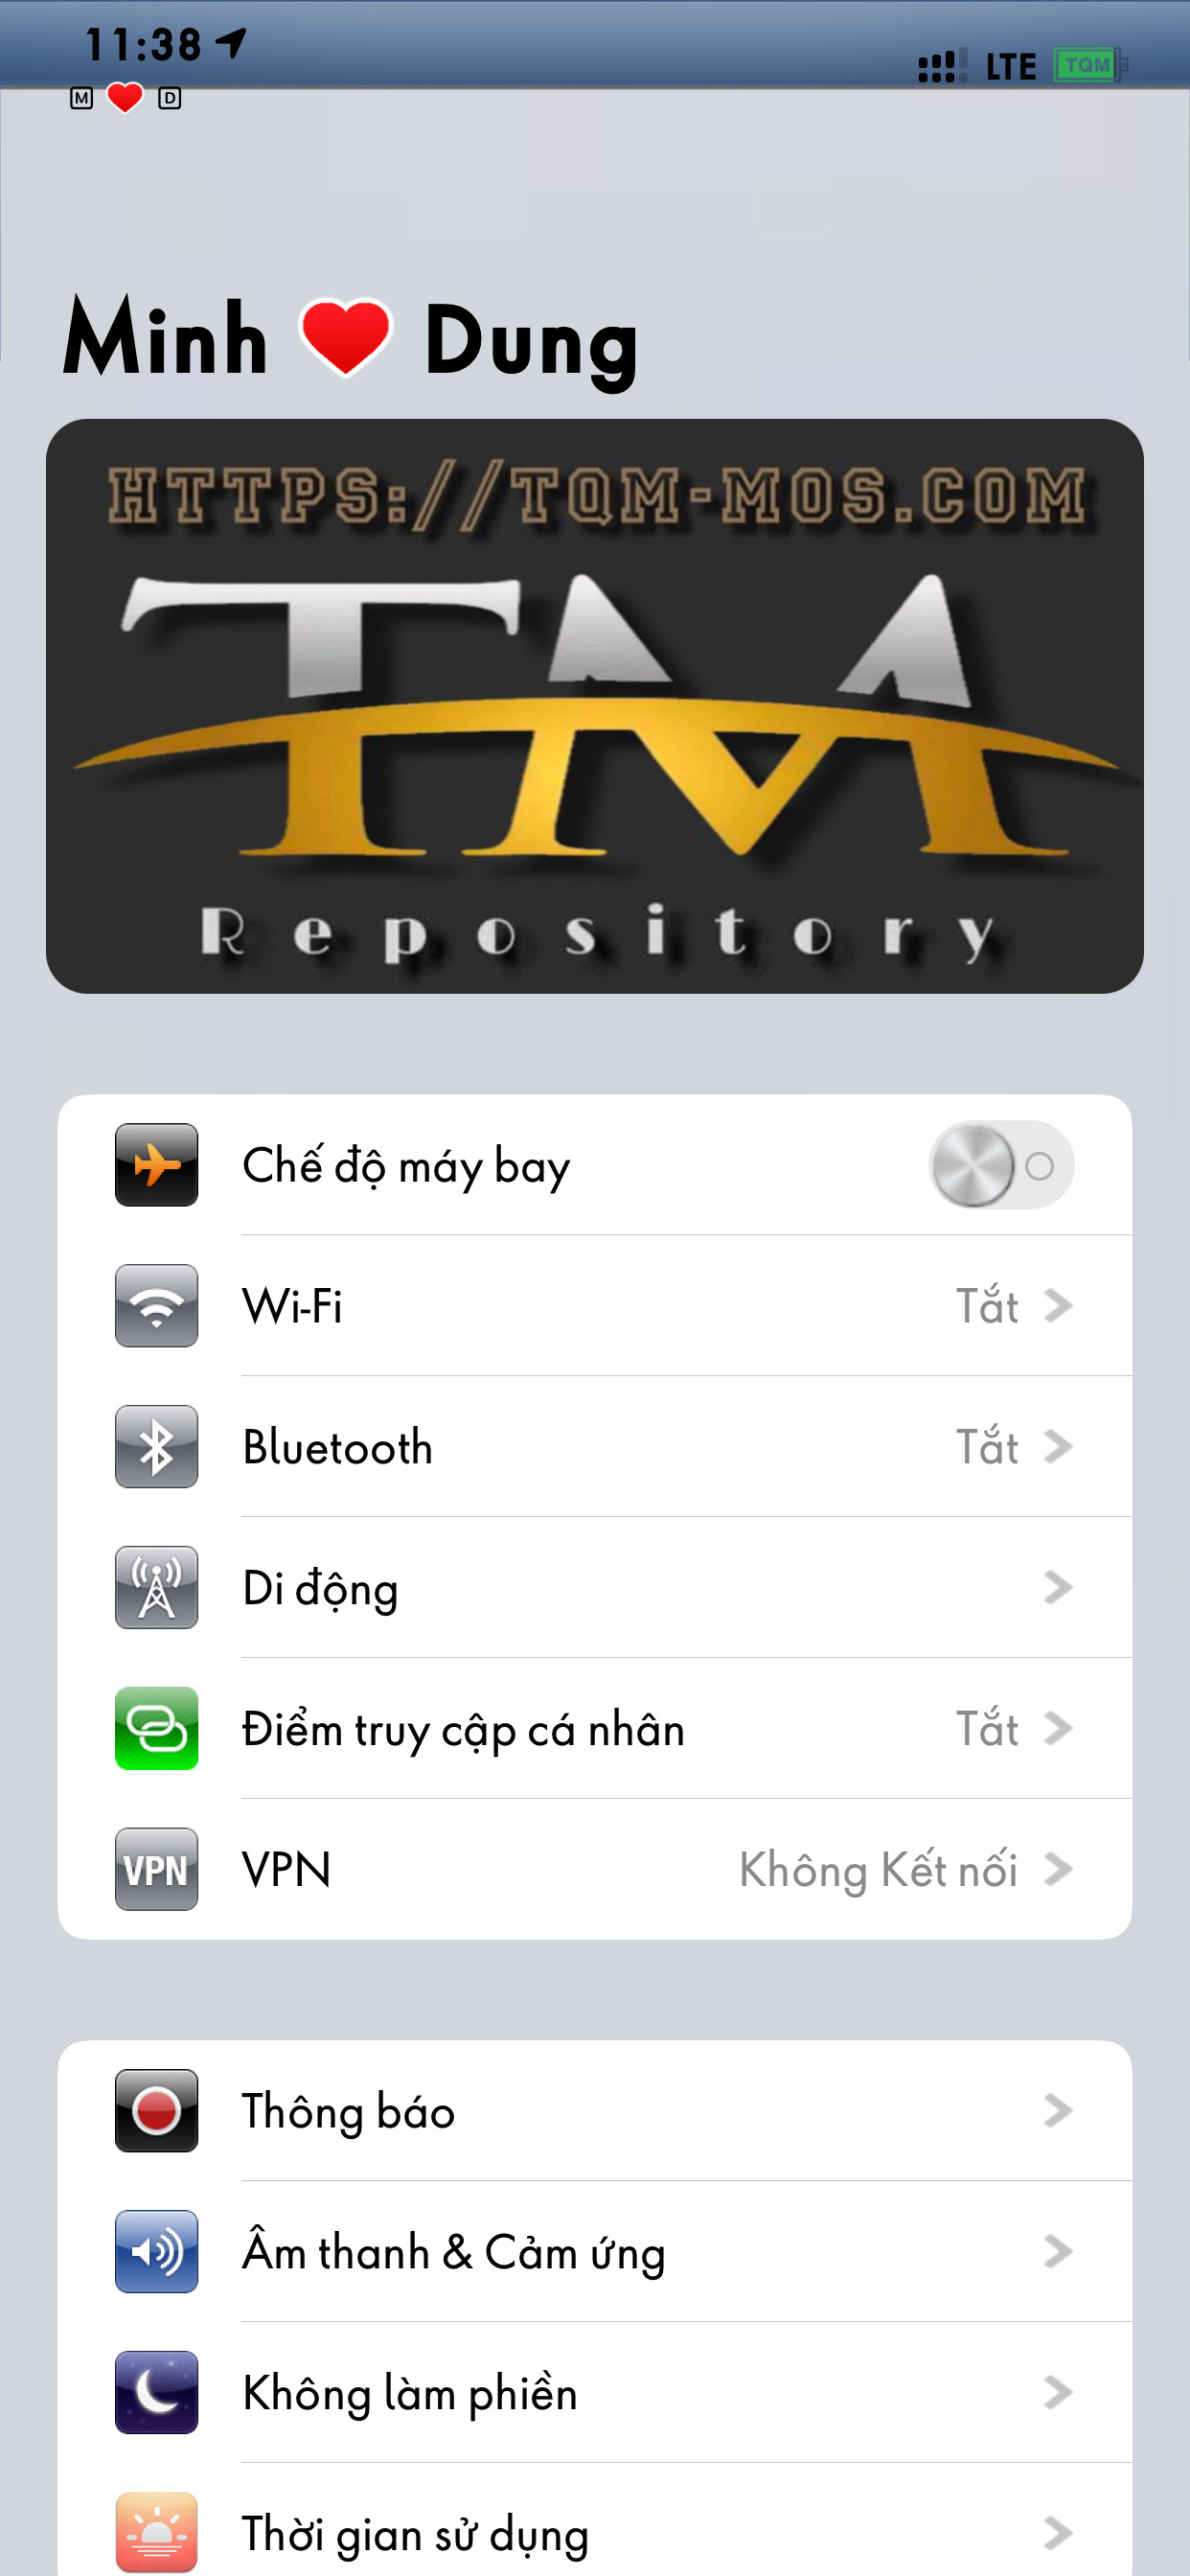 11:38
LTE TQM
M ❤️ D
Minh ❤️ Dung
HTTPS://TQM-MOS.COM
TM
Repository
Chế độ máy bay
Wi-Fi Tắt
Bluetooth Tắt
Di động
Điểm truy cập cá nhân Tắt
VPN VPN Không Kết nối
Thông báo
Âm thanh & Cảm ứng
Không làm phiền
Thời gian sử dụng